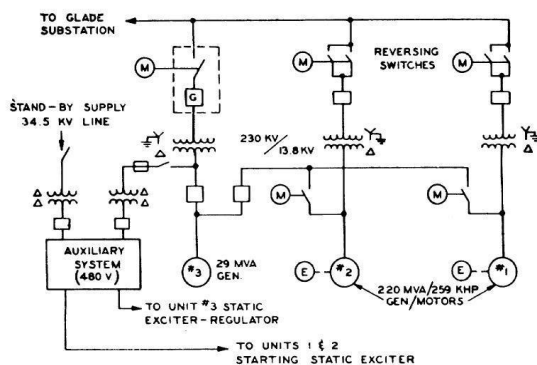 TO GLADE
SUBSTATION
REVERSING
SWITCHES
M
M
M
G
STAND-BY SUPPLY
34.5 KV LINE
230 KV/
13.8KV
Y
Δ
Y
Δ
Y
Δ
Δ
Δ
Δ
Δ
M
M
AUXILIARY
SYSTEM
(480 V)
#3
29 MVA
GEN.
E
#2
E
#1
220 MVA/259 KHP
GEN/MOTORS
TO UNIT #3 STATIC
EXCITER-REGULATOR
TO UNITS 1 & 2
STARTING STATIC EXCITER